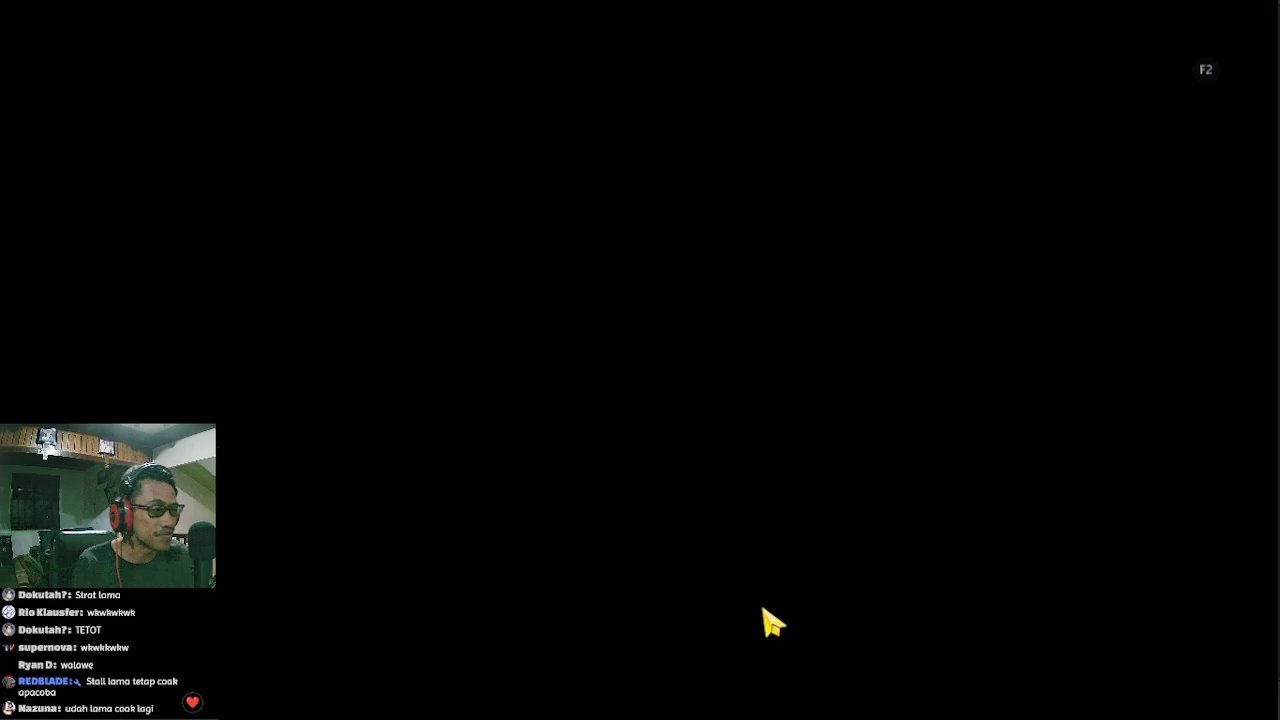 F2
Dokutah?: Strat lama
Rio Klausfer: wkwkwkwk
Dokutah?: TETOT
supernova: wkwkkwkw
Ryan D: walowe
REDBLADE: Stall lama tetap coak
apacoba
Nazuna: udah lama coak lagi